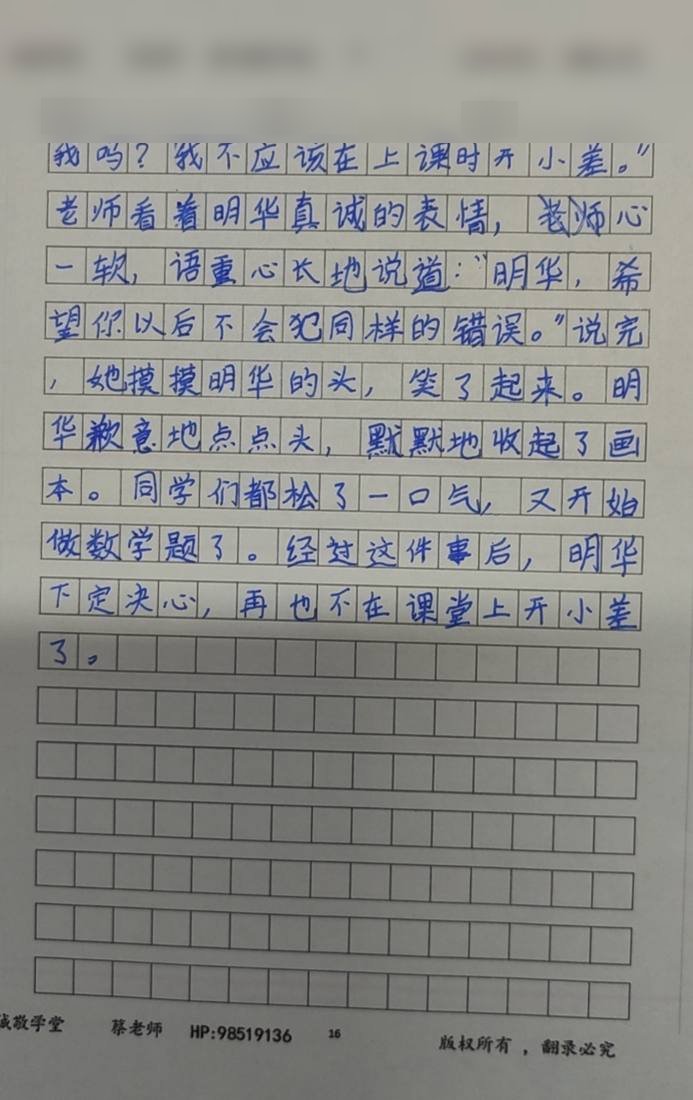 我吗？我不应该在上课时开小差。”
老师看着明华真诚的表情，老师心
一软，语重心长地说道：“明华，希
望你以后不会犯同样的错误。”说完
，她摸摸明华的头，笑了起来。明
华歉意地点点头，默默地收起了画
本。同学们都松了一口气，又开始
做数学题了。经过这件事后，明华
下定决心，再也不在课堂上开小差
了。
诚敬学堂 蔡老师 HP:98519136 16 版权所有，翻录必究